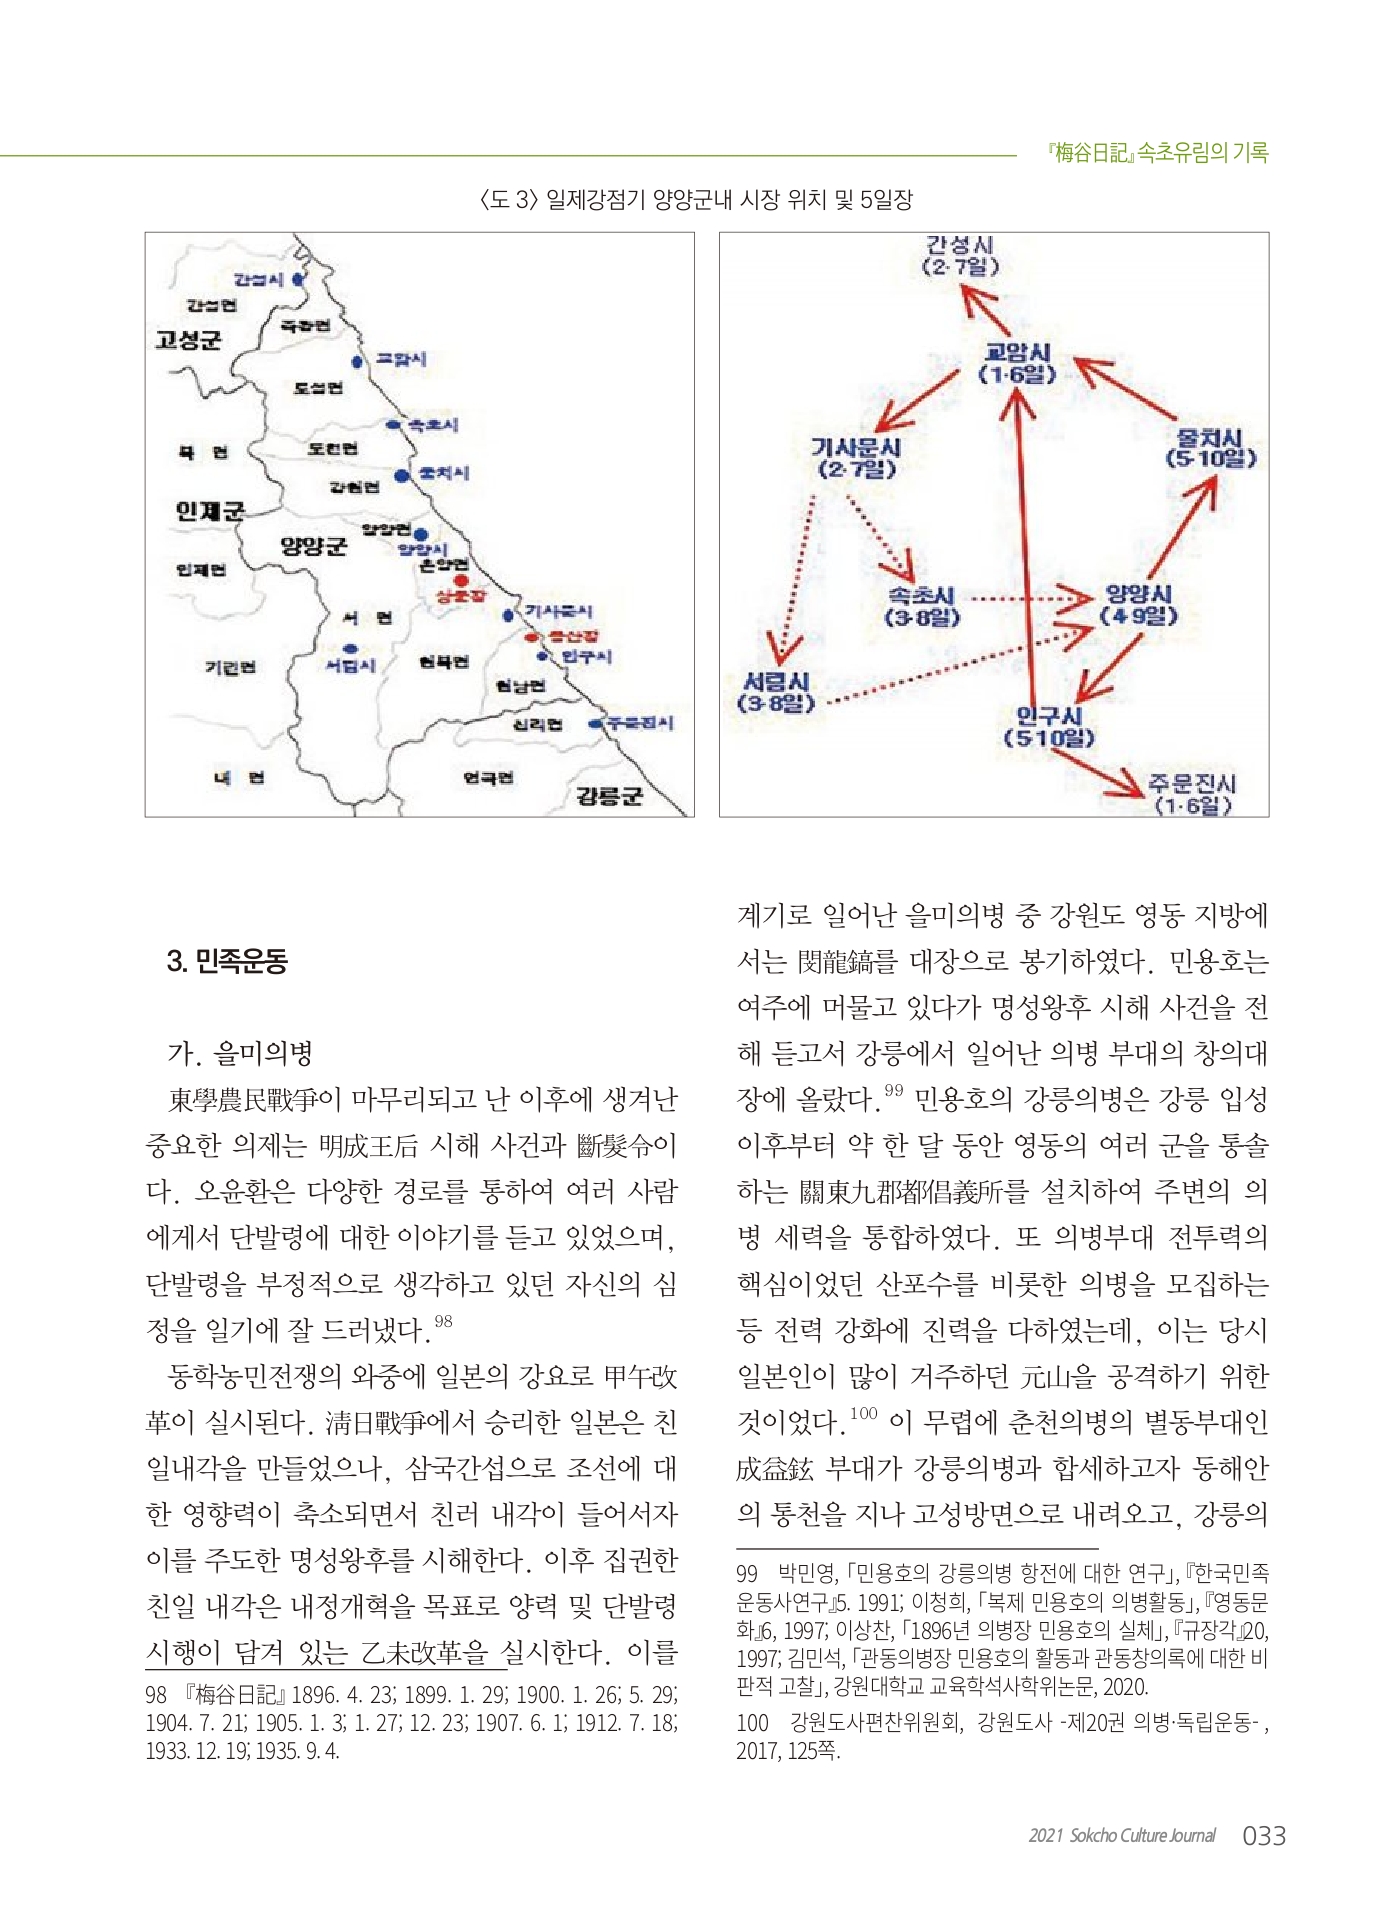 『梅谷日記』 속초유림의 기록
〈도 3〉 일제강점기 양양군내 시장 위치 및 5일장
간성시
간성면
죽왕면
고성군
교암시
토성면
속초시
북 면
도천면
물치시
강현면
인제군
양양면
양양군
양양시
손양면
인제면
상운장
서 면
기사문시
동산장
서림시
현북면
인구시
기린면
현남면
신리면
주문진시
내 면
연곡면
강릉군
간성시
(2·7일)
교암시
(1·6일)
기사문시
(2·7일)
물치시
(5·10일)
속초시
(3·8일)
양양시
(4·9일)
서림시
(3·8일)
인구시
(5·10일)
주문진시
(1·6일)
3. 민족운동
가. 을미의병
東學農民戰爭이 마무리되고 난 이후에 생겨난
중요한 의제는 明成王后 시해 사건과 斷髮令이
다. 오윤환은 다양한 경로를 통하여 여러 사람
에게서 단발령에 대한 이야기를 듣고 있었으며,
단발령을 부정적으로 생각하고 있던 자신의 심
정을 일기에 잘 드러냈다.98
동학농민전쟁의 와중에 일본의 강요로 甲午改
革이 실시된다. 淸日戰爭에서 승리한 일본은 친
일내각을 만들었으나, 삼국간섭으로 조선에 대
한 영향력이 축소되면서 친러 내각이 들어서자
이를 주도한 명성왕후를 시해한다. 이후 집권한
친일 내각은 내정개혁을 목표로 양력 및 단발령
시행이 담겨 있는 乙未改革을 실시한다. 이를
98 『梅谷日記』 1896. 4. 23; 1899. 1. 29; 1900. 1. 26; 5. 29;
1904. 7. 21; 1905. 1. 3; 1. 27; 12. 23; 1907. 6. 1; 1912. 7. 18;
1933. 12. 19; 1935. 9. 4.
계기로 일어난 을미의병 중 강원도 영동 지방에
서는 閔龍鎬를 대장으로 봉기하였다. 민용호는
여주에 머물고 있다가 명성왕후 시해 사건을 전
해 듣고서 강릉에서 일어난 의병 부대의 창의대
장에 올랐다.99 민용호의 강릉의병은 강릉 입성
이후부터 약 한 달 동안 영동의 여러 군을 통솔
하는 關東九郡都倡義所를 설치하여 주변의 의
병 세력을 통합하였다. 또 의병부대 전투력의
핵심이었던 산포수를 비롯한 의병을 모집하는
등 전력 강화에 진력을 다하였는데, 이는 당시
일본인이 많이 거주하던 元山을 공격하기 위한
것이었다.100 이 무렵에 춘천의병의 별동부대인
成益鉉 부대가 강릉의병과 합세하고자 동해안
의 통천을 지나 고성방면으로 내려오고, 강릉의
99 박민영, 「민용호의 강릉의병 항전에 대한 연구」, 『한국민족
운동사연구』5. 1991; 이청희, 「복제 민용호의 의병활동」, 『영동문
화』6, 1997; 이상찬, 「1896년 의병장 민용호의 실체」, 『규장각』20,
1997; 김민석, 「관동의병장 민용호의 활동과 관동창의록에 대한 비
판적 고찰」, 강원대학교 교육학석사학위논문, 2020.
100 강원도사편찬위원회, 강원도사 -제20권 의병·독립운동- ,
2017, 125쪽.
2021 Sokcho Culture Journal 033